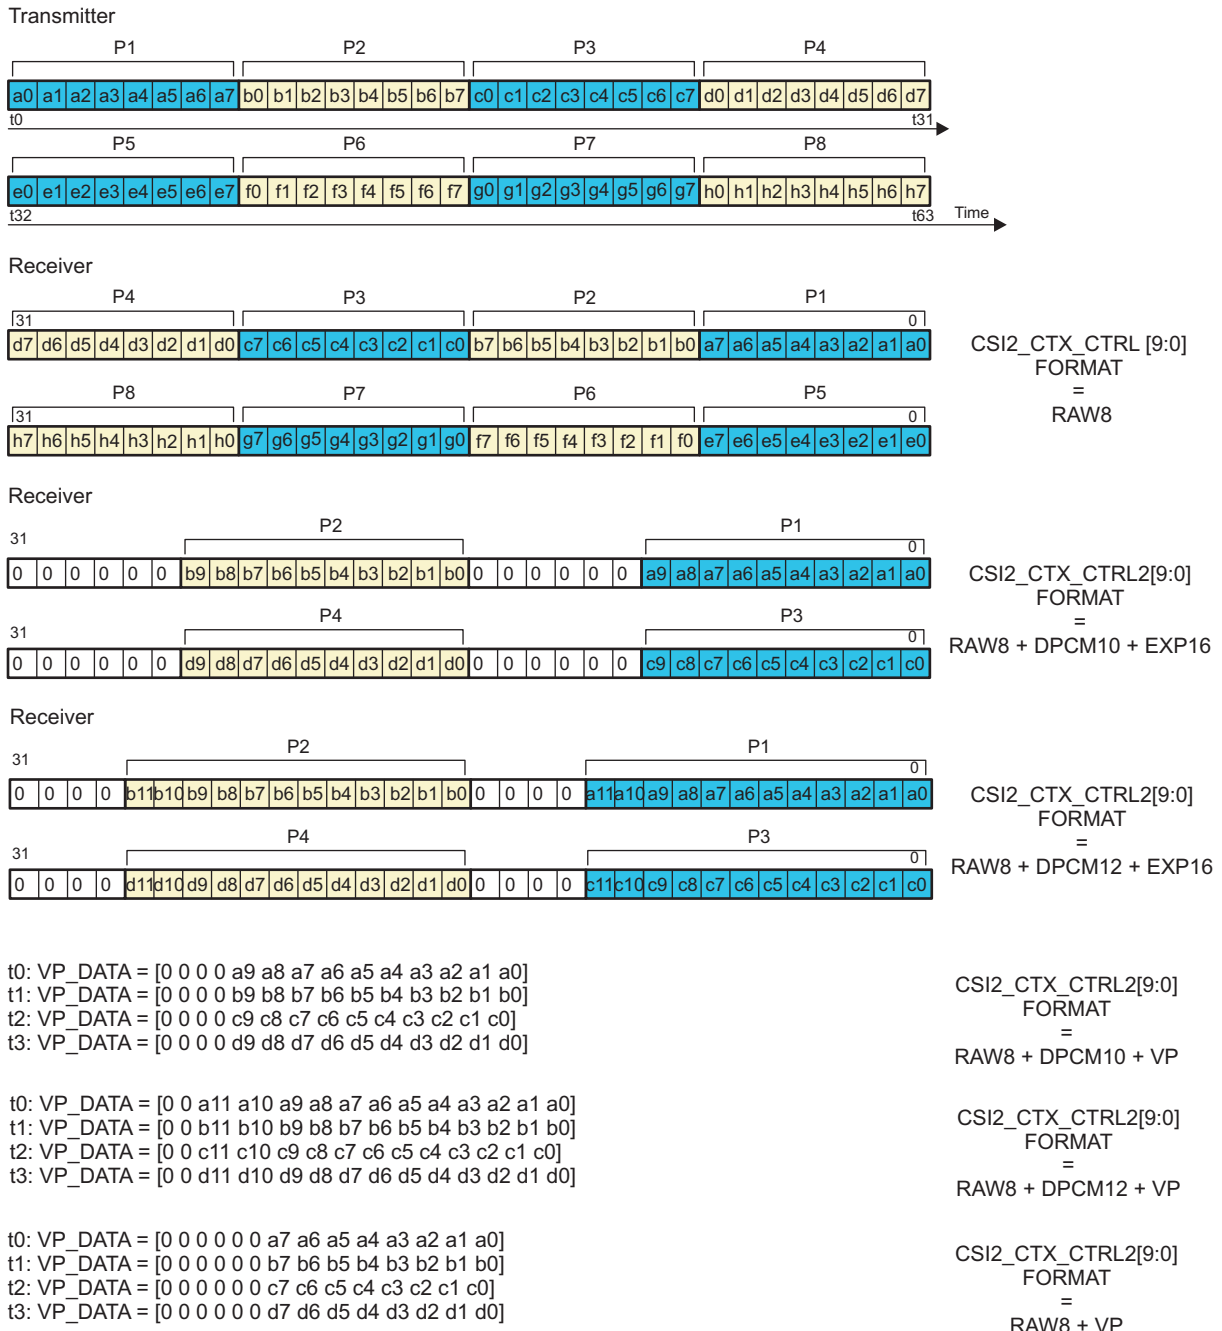 Transmitter
P1 P2 P3 P4
a0 a1 a2 a3 a4 a5 a6 a7 b0 b1 b2 b3 b4 b5 b6 b7 c0 c1 c2 c3 c4 c5 c6 c7 d0 d1 d2 d3 d4 d5 d6 d7
t0 t31
P5 P6 P7 P8
e0 e1 e2 e3 e4 e5 e6 e7 f0 f1 f2 f3 f4 f5 f6 f7 g0 g1 g2 g3 g4 g5 g6 g7 h0 h1 h2 h3 h4 h5 h6 h7
t32 t63 Time
Receiver
P4 P3 P2 P1
31 0
d7 d6 d5 d4 d3 d2 d1 d0 c7 c6 c5 c4 c3 c2 c1 c0 b7 b6 b5 b4 b3 b2 b1 b0 a7 a6 a5 a4 a3 a2 a1 a0
P8 P7 P6 P5
31 0
h7 h6 h5 h4 h3 h2 h1 h0 g7 g6 g5 g4 g3 g2 g1 g0 f7 f6 f5 f4 f3 f2 f1 f0 e7 e6 e5 e4 e3 e2 e1 e0
CSI2_CTX_CTRL [9:0]
FORMAT
=
RAW8
Receiver
P2 P1
31 0
0 0 0 0 0 0 b9 b8 b7 b6 b5 b4 b3 b2 b1 b0 0 0 0 0 0 0 a9 a8 a7 a6 a5 a4 a3 a2 a1 a0
P4 P3
31 0
0 0 0 0 0 0 d9 d8 d7 d6 d5 d4 d3 d2 d1 d0 0 0 0 0 0 0 c9 c8 c7 c6 c5 c4 c3 c2 c1 c0
CSI2_CTX_CTRL2[9:0]
FORMAT
=
RAW8 + DPCM10 + EXP16
Receiver
P2 P1
31 0
0 0 0 0 b11 b10 b9 b8 b7 b6 b5 b4 b3 b2 b1 b0 0 0 0 0 a11 a10 a9 a8 a7 a6 a5 a4 a3 a2 a1 a0
P4 P3
31 0
0 0 0 0 d11 d10 d9 d8 d7 d6 d5 d4 d3 d2 d1 d0 0 0 0 0 c11 c10 c9 c8 c7 c6 c5 c4 c3 c2 c1 c0
CSI2_CTX_CTRL2[9:0]
FORMAT
=
RAW8 + DPCM12 + EXP16
t0: VP_DATA = [0 0 0 0 a9 a8 a7 a6 a5 a4 a3 a2 a1 a0]
t1: VP_DATA = [0 0 0 0 b9 b8 b7 b6 b5 b4 b3 b2 b1 b0]
t2: VP_DATA = [0 0 0 0 c9 c8 c7 c6 c5 c4 c3 c2 c1 c0]
t3: VP_DATA = [0 0 0 0 d9 d8 d7 d6 d5 d4 d3 d2 d1 d0]
CSI2_CTX_CTRL2[9:0]
FORMAT
=
RAW8 + DPCM10 + VP
t0: VP_DATA = [0 0 a11 a10 a9 a8 a7 a6 a5 a4 a3 a2 a1 a0]
t1: VP_DATA = [0 0 b11 b10 b9 b8 b7 b6 b5 b4 b3 b2 b1 b0]
t2: VP_DATA = [0 0 c11 c10 c9 c8 c7 c6 c5 c4 c3 c2 c1 c0]
t3: VP_DATA = [0 0 d11 d10 d9 d8 d7 d6 d5 d4 d3 d2 d1 d0]
CSI2_CTX_CTRL2[9:0]
FORMAT
=
RAW8 + DPCM12 + VP
t0: VP_DATA = [0 0 0 0 0 0 a7 a6 a5 a4 a3 a2 a1 a0]
t1: VP_DATA = [0 0 0 0 0 0 b7 b6 b5 b4 b3 b2 b1 b0]
t2: VP_DATA = [0 0 0 0 0 0 c7 c6 c5 c4 c3 c2 c1 c0]
t3: VP_DATA = [0 0 0 0 0 0 d7 d6 d5 d4 d3 d2 d1 d0]
CSI2_CTX_CTRL2[9:0]
FORMAT
=
RAW8 + VP